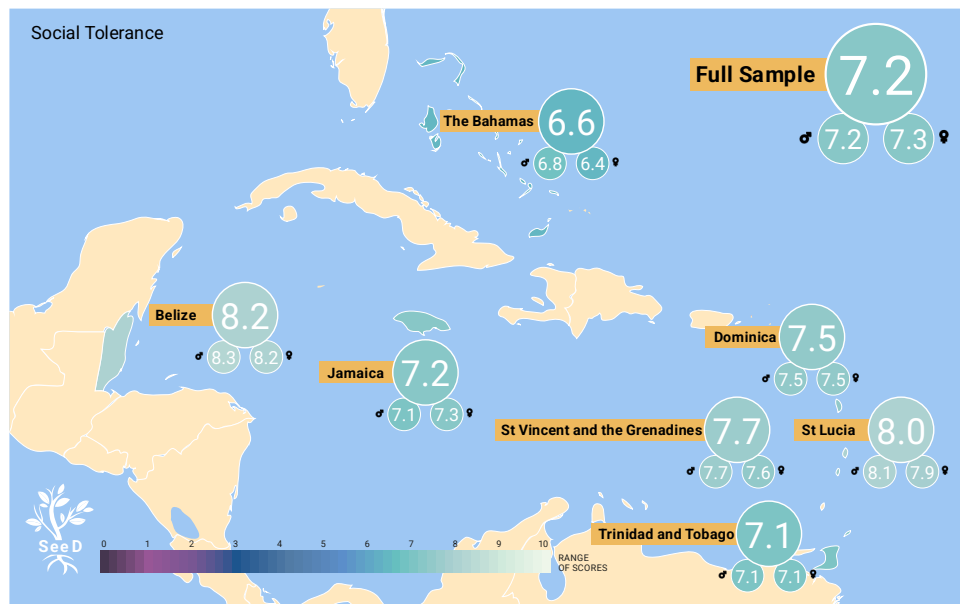 Social Tolerance
Full Sample
7.2
♂ 7.2 7.3 ♀
The Bahamas 6.6
♂ 6.8 6.4 ♀
Belize 8.2
♂ 8.3 8.2 ♀
Jamaica 7.2
♂ 7.1 7.3 ♀
Dominica 7.5
♂ 7.5 7.5 ♀
St Vincent and the Grenadines 7.7
♂ 7.7 7.6 ♀
St Lucia 8.0
♂ 8.1 7.9 ♀
Trinidad and Tobago 7.1
♂ 7.1 7.1 ♀
SeeD
0 1 2 3 4 5 6 7 8 9 10
RANGE
OF SCORES